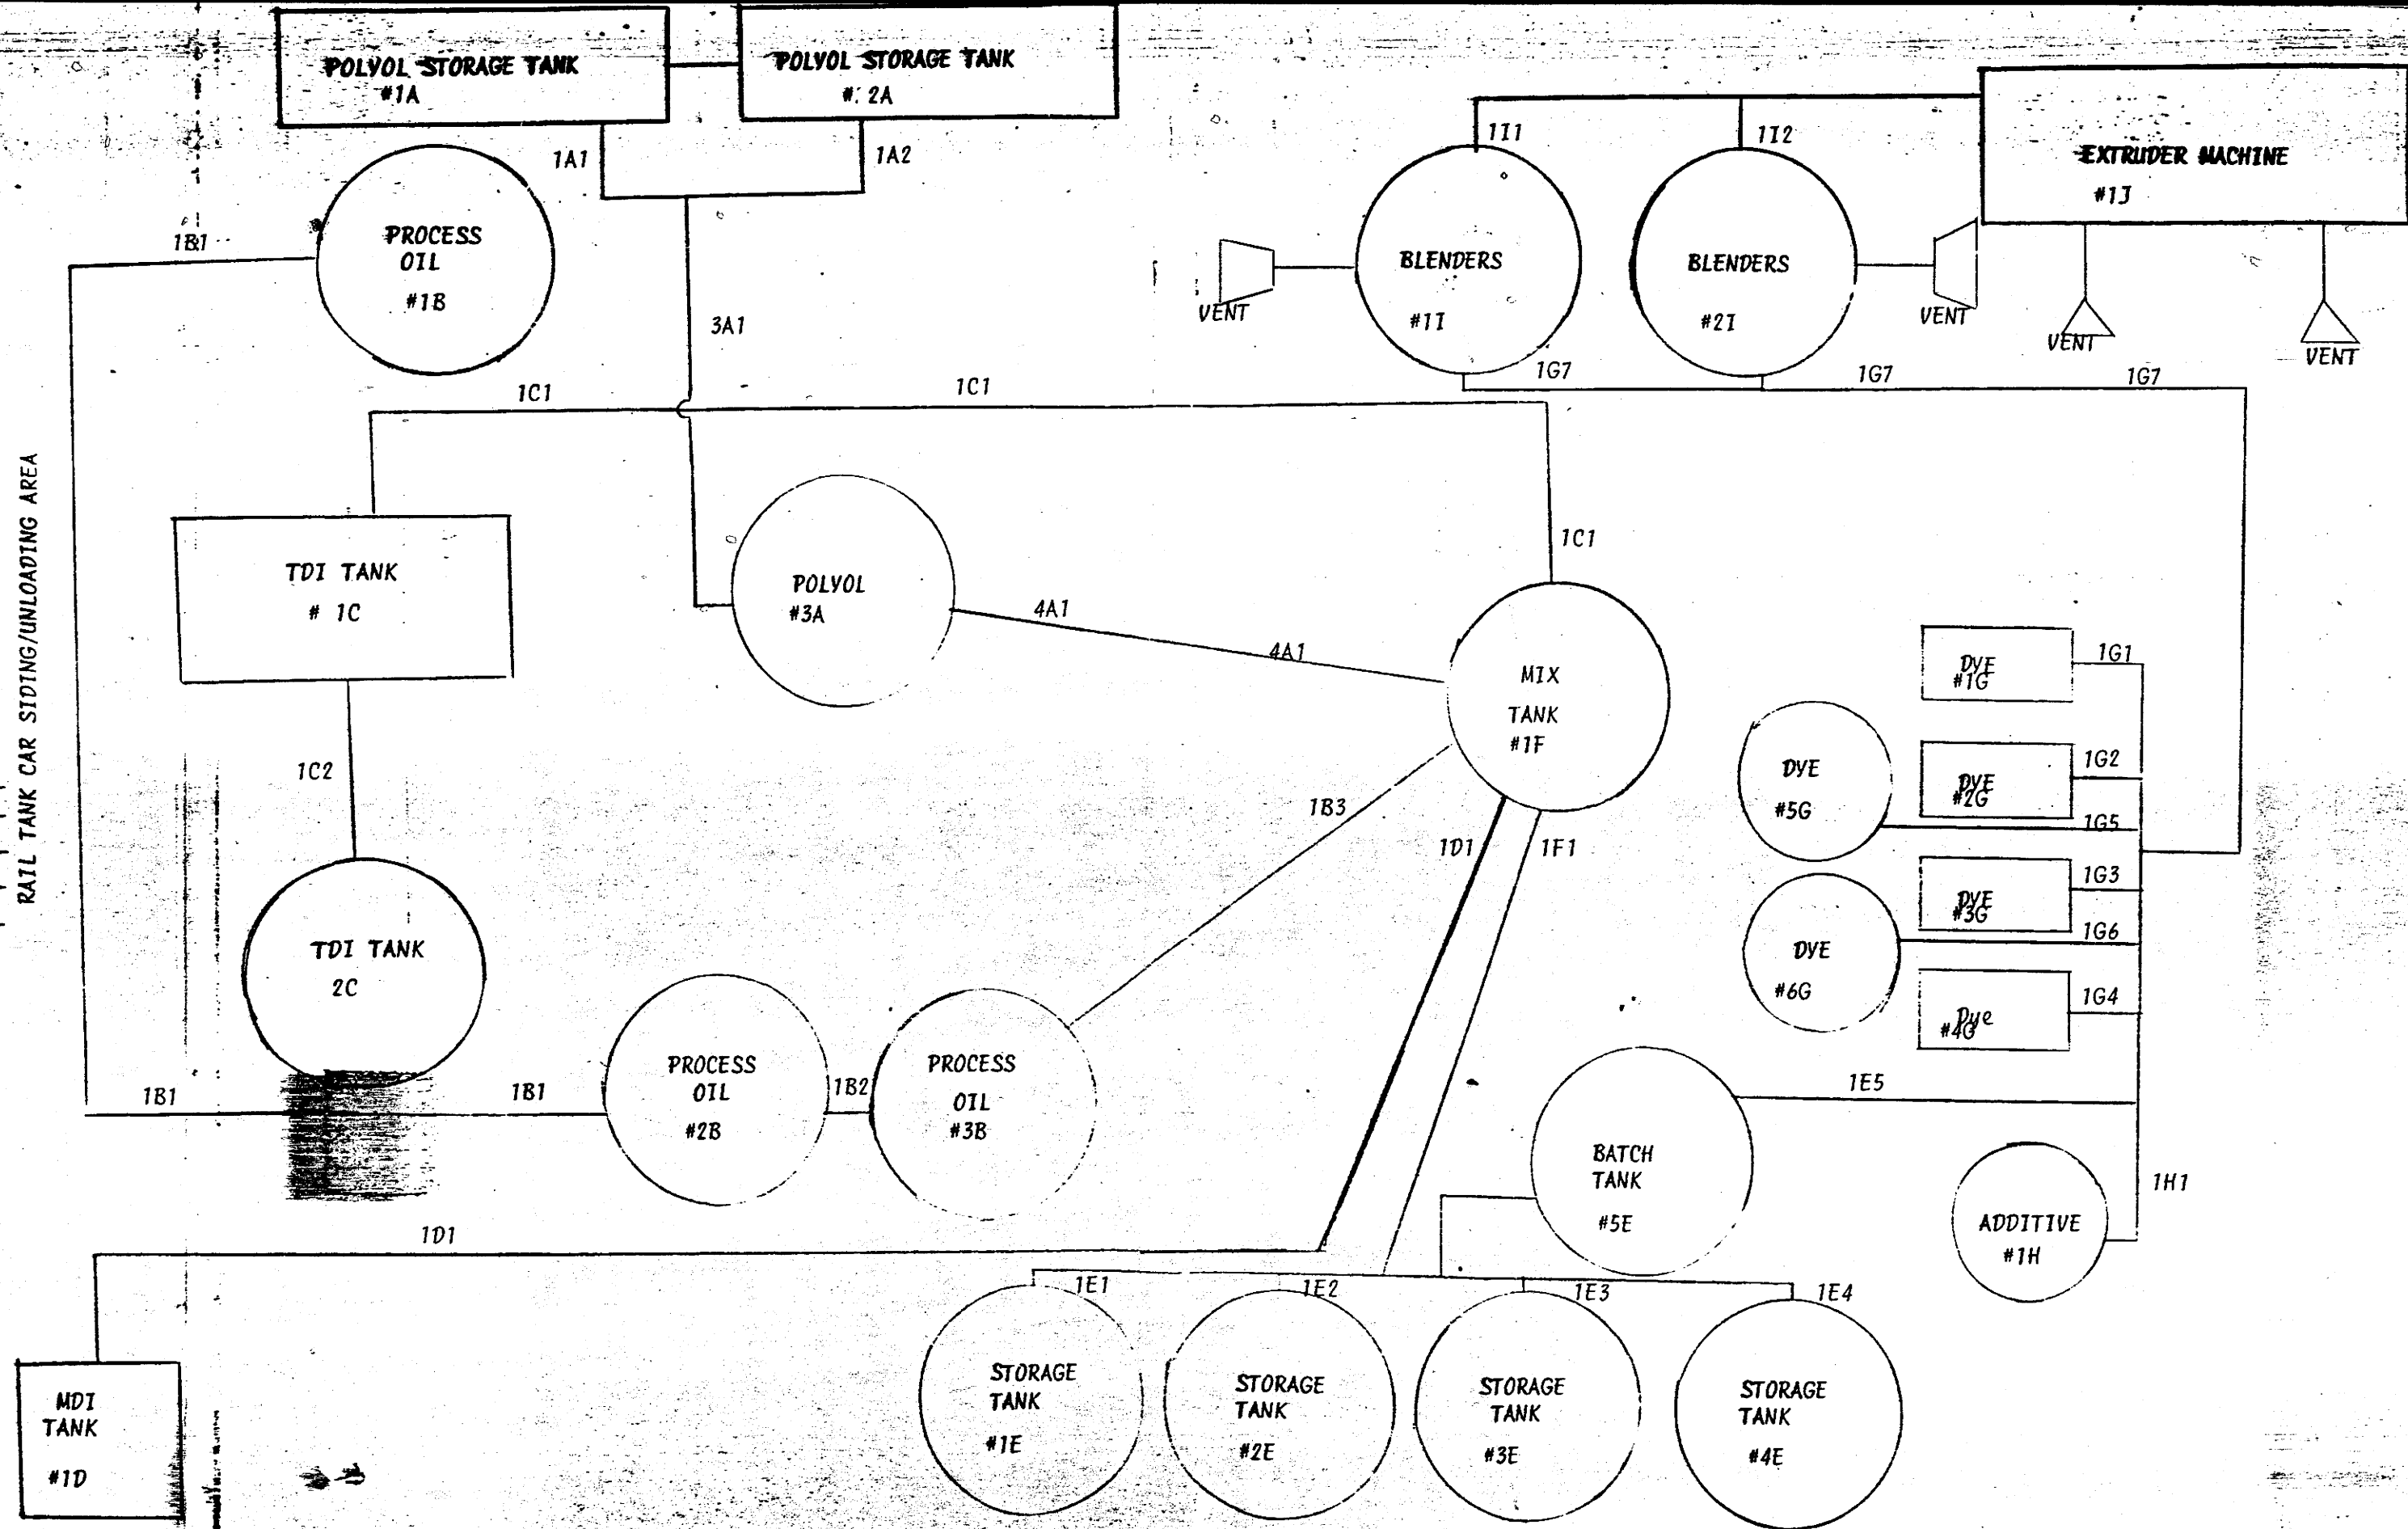 POLYOL STORAGE TANK
#1A
POLYOL STORAGE TANK
#: 2A
1A1
1A2
1I1
1I2
EXTRUDER MACHINE
#1J
1B1
PROCESS
OIL
#1B
3A1
VENT
BLENDERS
#1I
BLENDERS
#2I
VENT
VENT
VENT
1G7
1G7
1G7
1C1
1C1
RAIL TANK CAR SIDING/UNLOADING AREA
TDI TANK
# 1C
POLYOL
#3A
4A1
4A1
1C1
MIX
TANK
#1F
DYE
#1G
1G1
1C2
DYE
#5G
DYE
#2G
1G2
1G5
1B3
1D1
1F1
DYE
#3G
1G3
1G6
TDI TANK
2C
DYE
#6G
Dye
#4G
1G4
1B1
1B1
PROCESS
OIL
#2B
1B2
PROCESS
OIL
#3B
BATCH
TANK
#5E
1E5
1H1
ADDITIVE
#1H
1D1
1E1
1E2
1E3
1E4
MDI
TANK
#1D
STORAGE
TANK
#1E
STORAGE
TANK
#2E
STORAGE
TANK
#3E
STORAGE
TANK
#4E